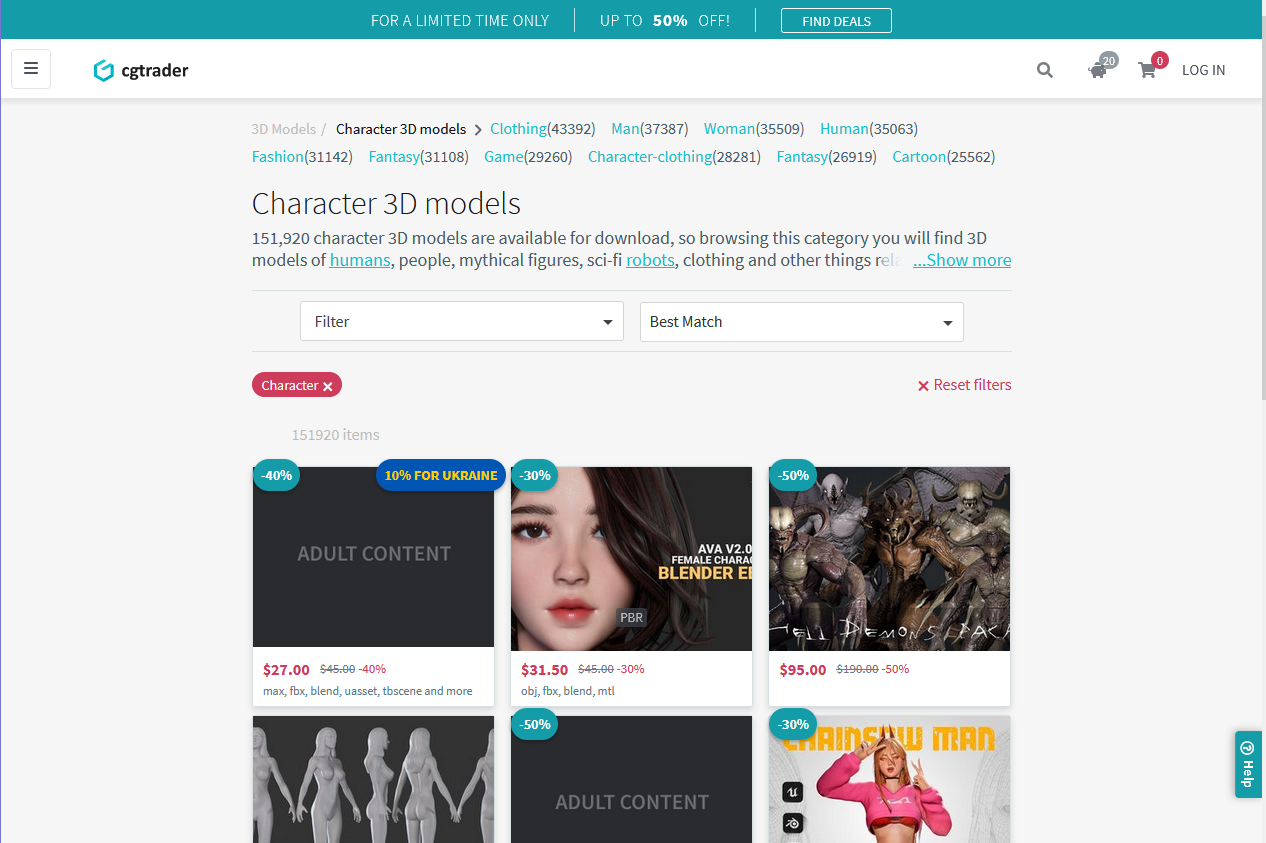 FOR A LIMITED TIME ONLY UP TO 50% OFF! FIND DEALS
cgtrader 20 0 LOG IN
3D Models / Character 3D models Clothing(43392) Man(37387) Woman(35509) Human(35063)
Fashion(31142) Fantasy(31108) Game(29260) Character-clothing(28281) Fantasy(26919) Cartoon(25562)
Character 3D models
151,920 character 3D models are available for download, so browsing this category you will find 3D
models of humans, people, mythical figures, sci-fi robots, clothing and other things rela ...Show more
Filter Best Match
Character Reset filters
151920 items
-40% 10% FOR UKRAINE -30% -50%
ADULT CONTENT
AVA V2.0
FEMALE CHARAC
BLENDER
PBR
HELL DEMONS PACK
$27.00 $45.00 -40% $31.50 $45.00 -30% $95.00 $190.00 -50%
max, fbx, blend, uasset, tbscene and more obj, fbx, blend, mtl
-50% -30%
CHAINSAW MAN
ADULT CONTENT
Help